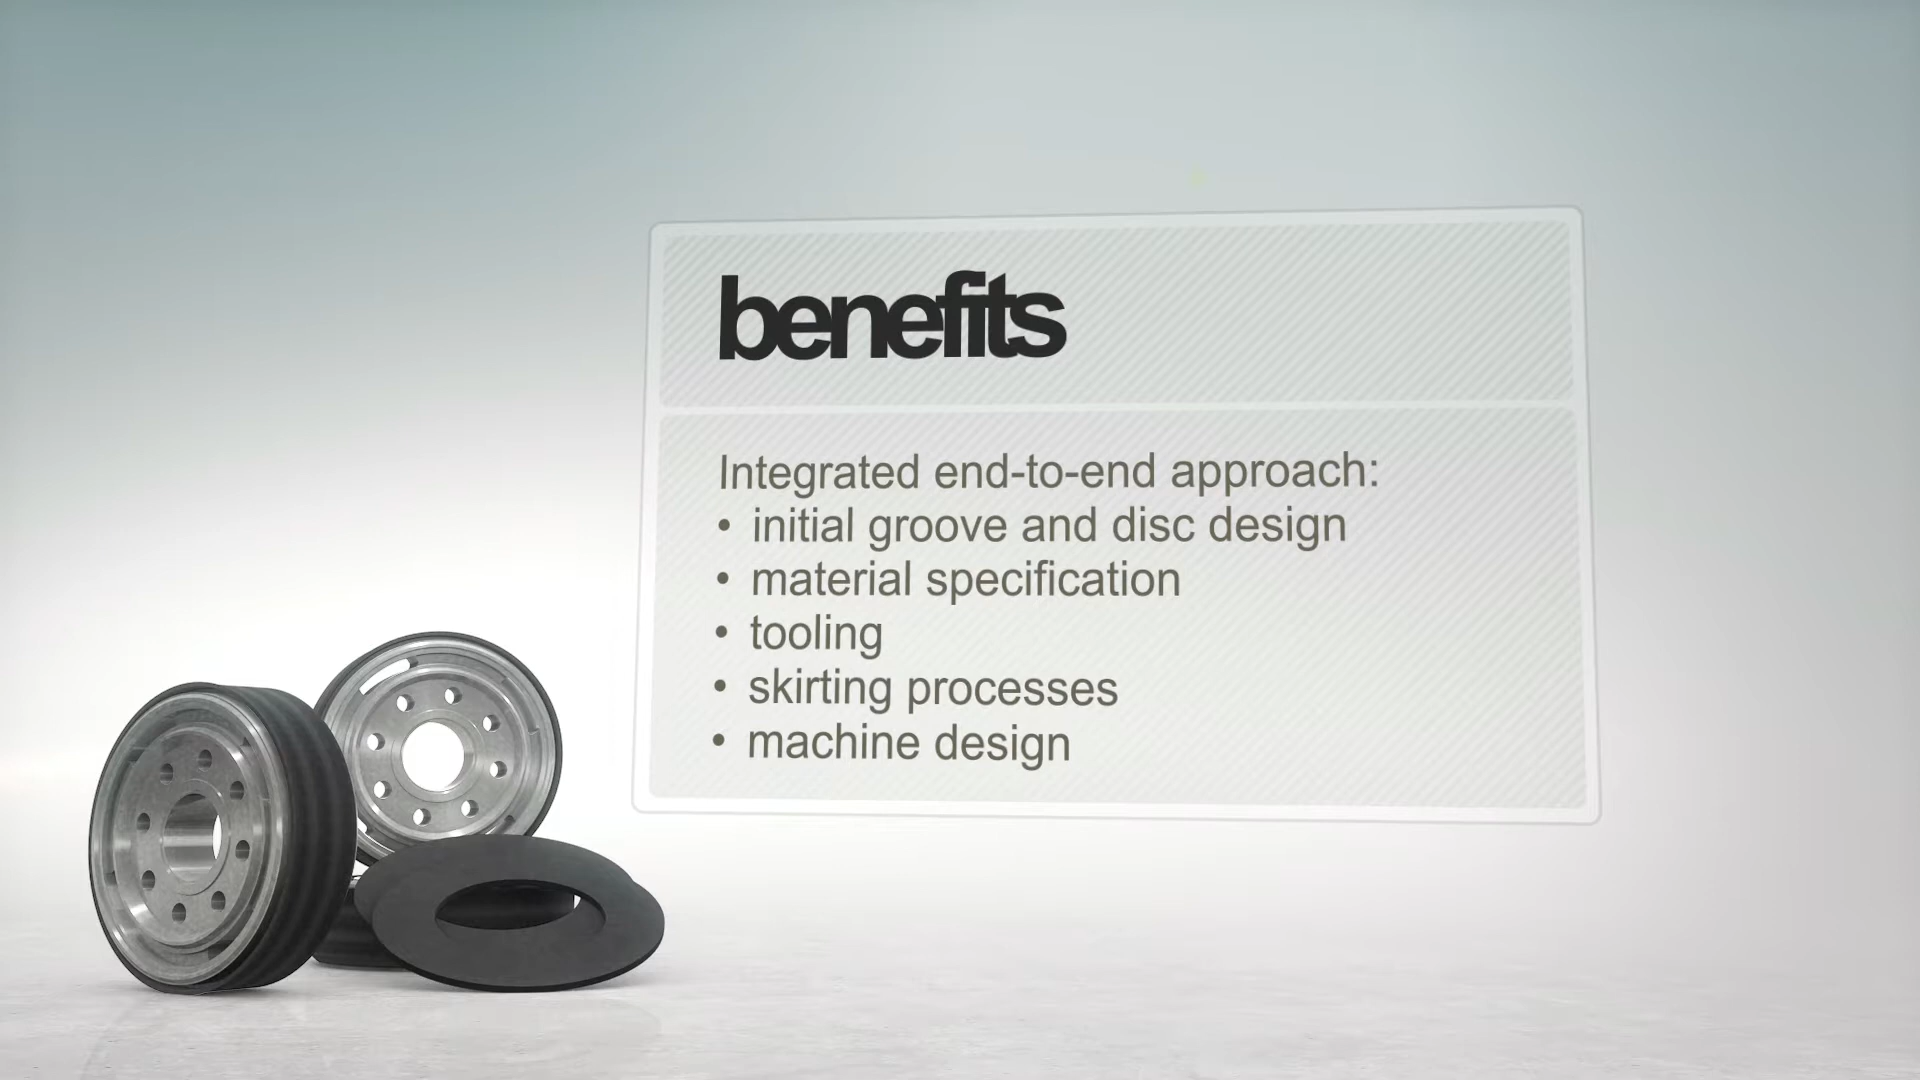 benefits
Integrated end-to-end approach:
• initial groove and disc design
• material specification
• tooling
• skirting processes
• machine design